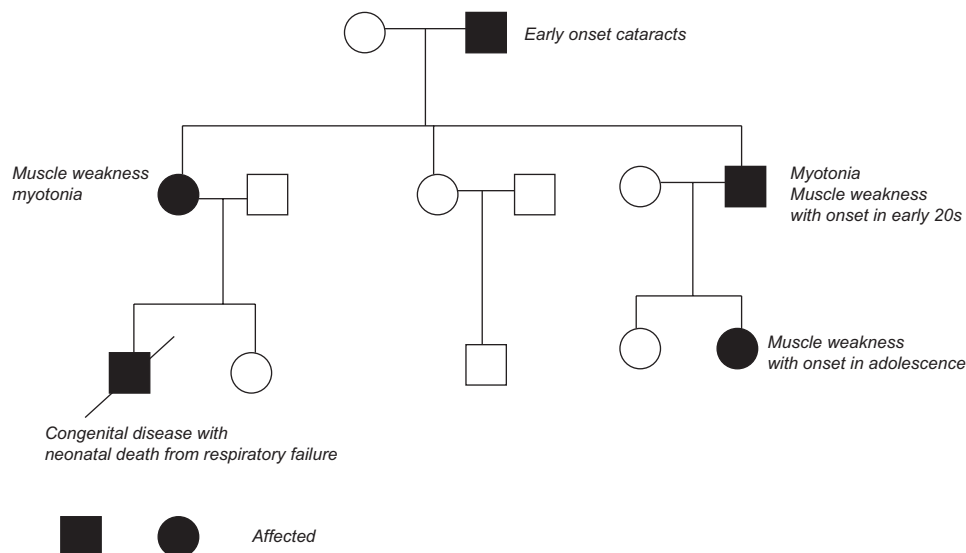 Early onset cataracts
Muscle weakness
myotonia
Myotonia
Muscle weakness
with onset in early 20s
Muscle weakness
with onset in adolescence
Congenital disease with
neonatal death from respiratory failure
Affected